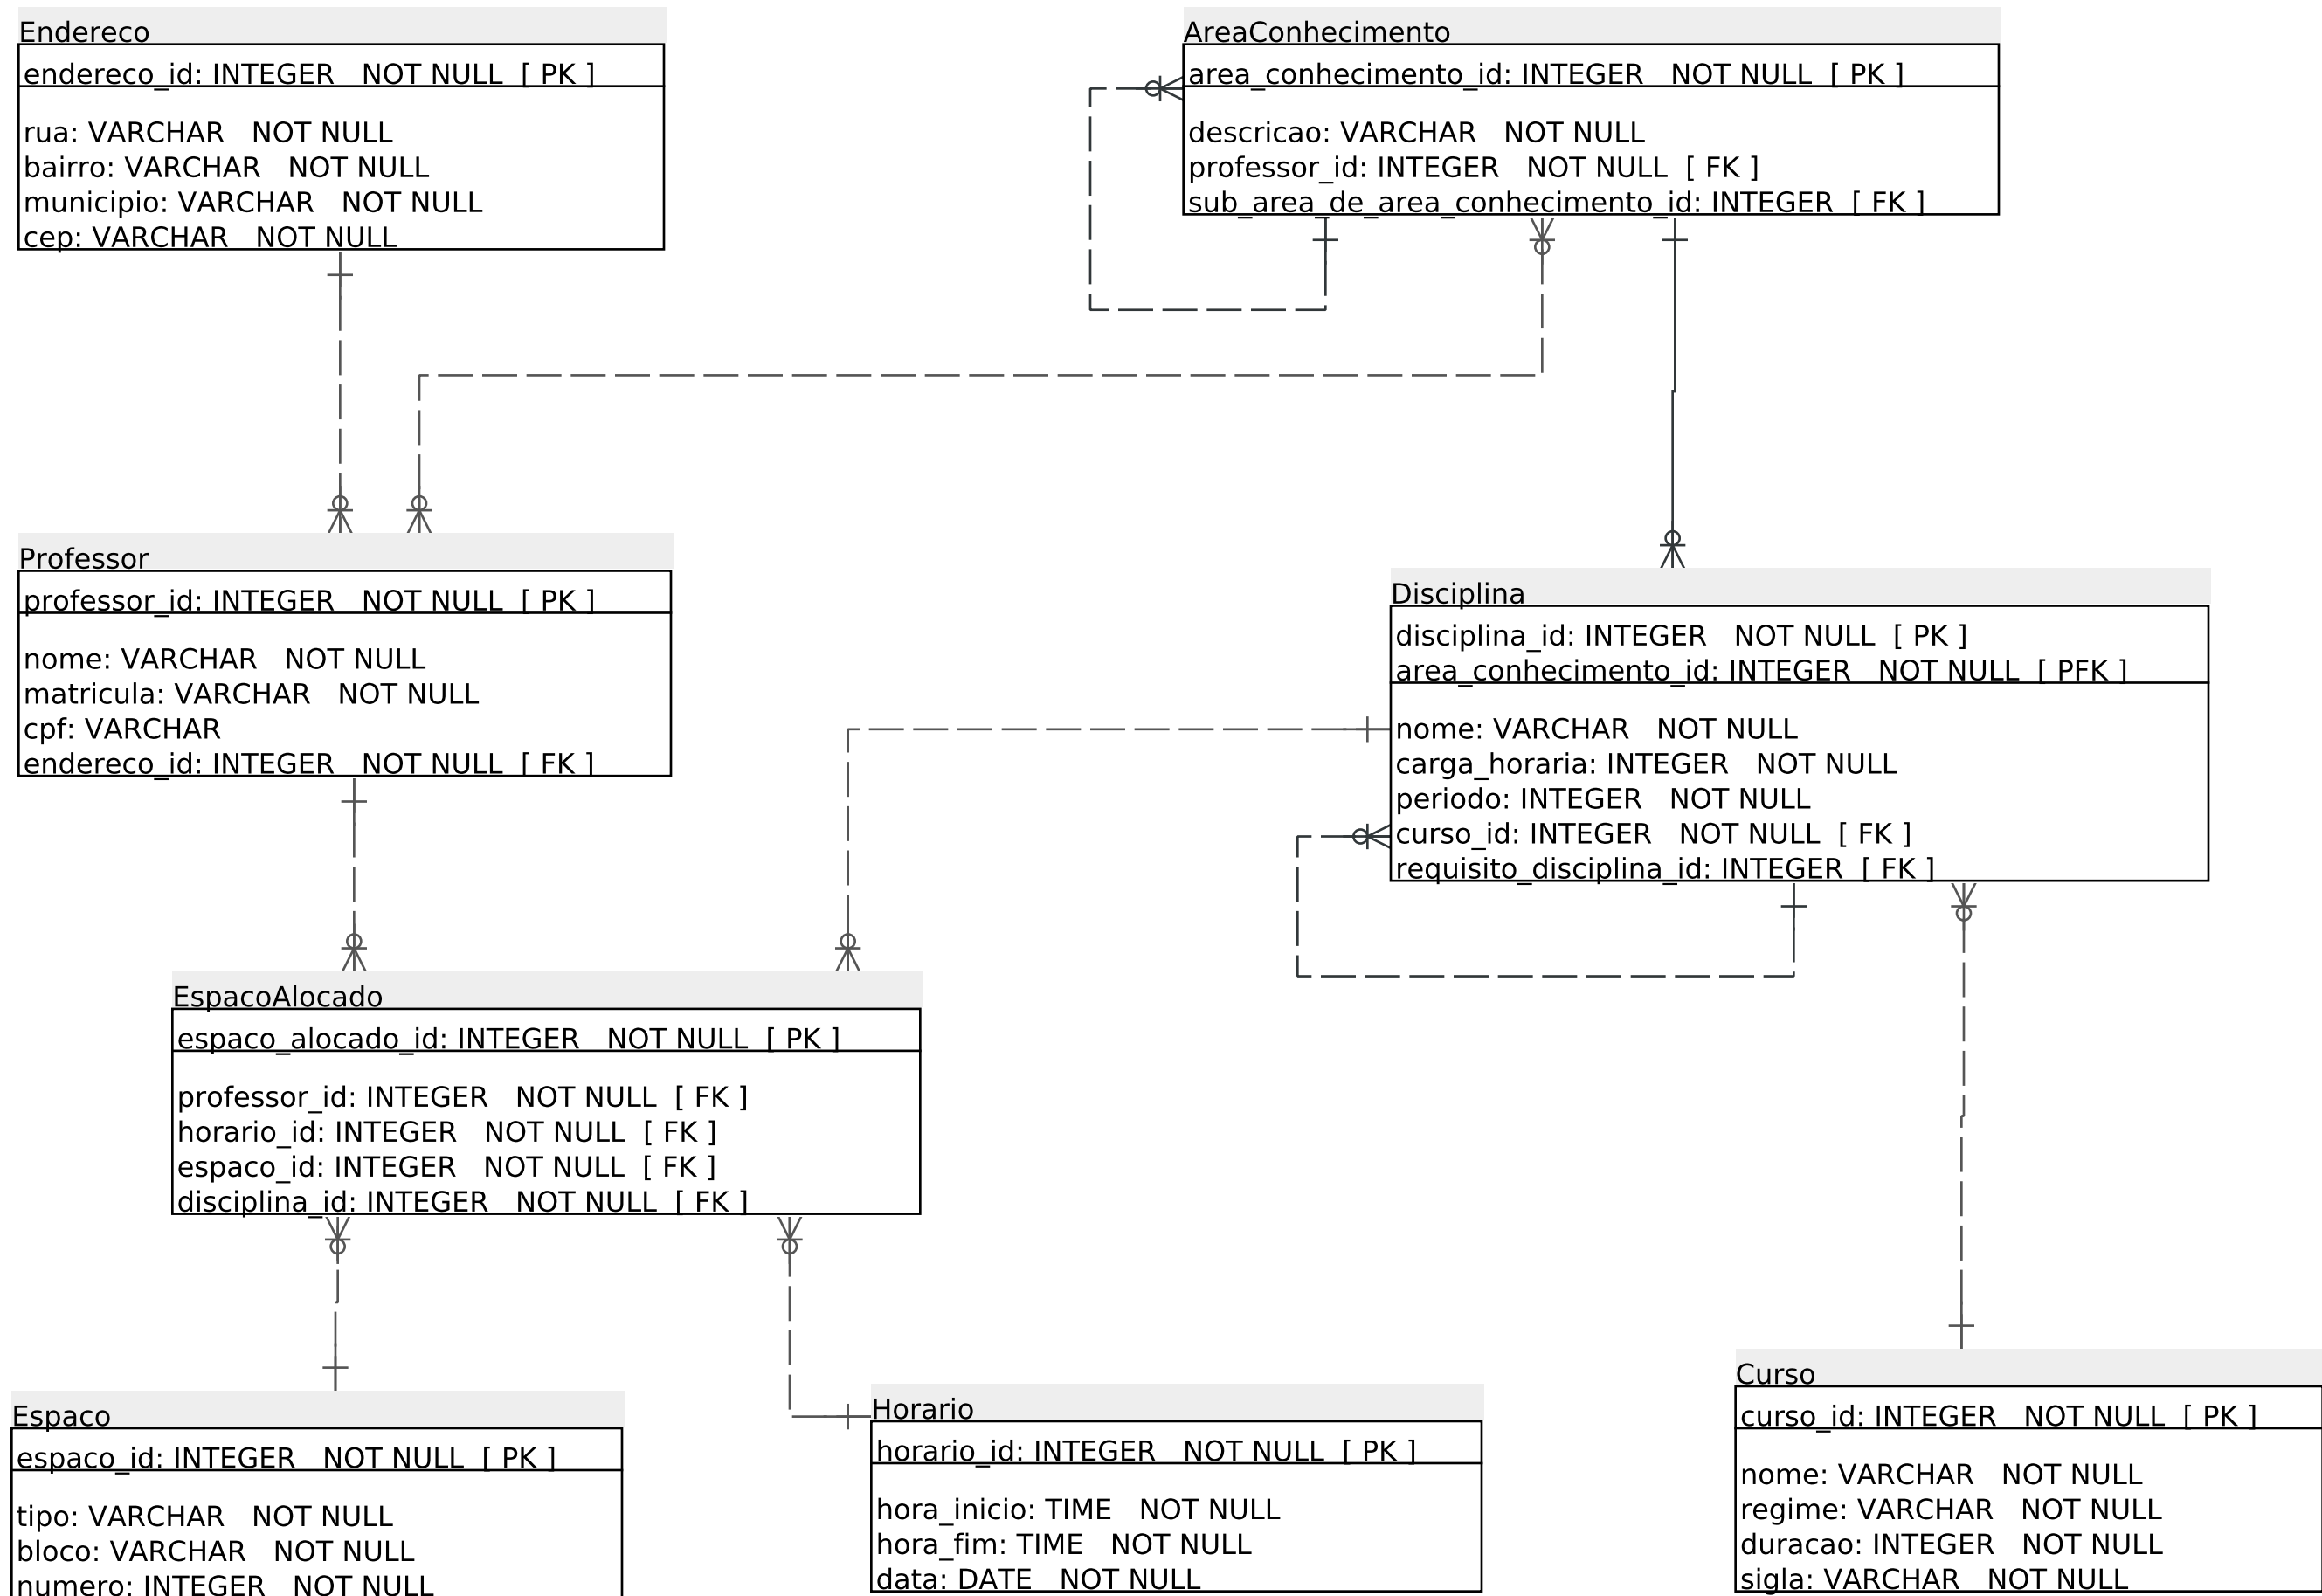 Endereco
endereco_id: INTEGER NOT NULL [ PK ]
rua: VARCHAR NOT NULL
bairro: VARCHAR NOT NULL
municipio: VARCHAR NOT NULL
cep: VARCHAR NOT NULL
AreaConhecimento
area_conhecimento_id: INTEGER NOT NULL [ PK ]
descricao: VARCHAR NOT NULL
professor_id: INTEGER NOT NULL [ FK ]
sub_area_de_area_conhecimento_id: INTEGER [ FK ]
Professor
professor_id: INTEGER NOT NULL [ PK ]
nome: VARCHAR NOT NULL
matricula: VARCHAR NOT NULL
cpf: VARCHAR
endereco_id: INTEGER NOT NULL [ FK ]
Disciplina
disciplina_id: INTEGER NOT NULL [ PK ]
area_conhecimento_id: INTEGER NOT NULL [ PFK ]
nome: VARCHAR NOT NULL
carga_horaria: INTEGER NOT NULL
periodo: INTEGER NOT NULL
curso_id: INTEGER NOT NULL [ FK ]
requisito_disciplina_id: INTEGER [ FK ]
EspacoAlocado
espaco_alocado_id: INTEGER NOT NULL [ PK ]
professor_id: INTEGER NOT NULL [ FK ]
horario_id: INTEGER NOT NULL [ FK ]
espaco_id: INTEGER NOT NULL [ FK ]
disciplina_id: INTEGER NOT NULL [ FK ]
Espaco
espaco_id: INTEGER NOT NULL [ PK ]
tipo: VARCHAR NOT NULL
bloco: VARCHAR NOT NULL
numero: INTEGER NOT NULL
Horario
horario_id: INTEGER NOT NULL [ PK ]
hora_inicio: TIME NOT NULL
hora_fim: TIME NOT NULL
data: DATE NOT NULL
Curso
curso_id: INTEGER NOT NULL [ PK ]
nome: VARCHAR NOT NULL
regime: VARCHAR NOT NULL
duracao: INTEGER NOT NULL
sigla: VARCHAR NOT NULL